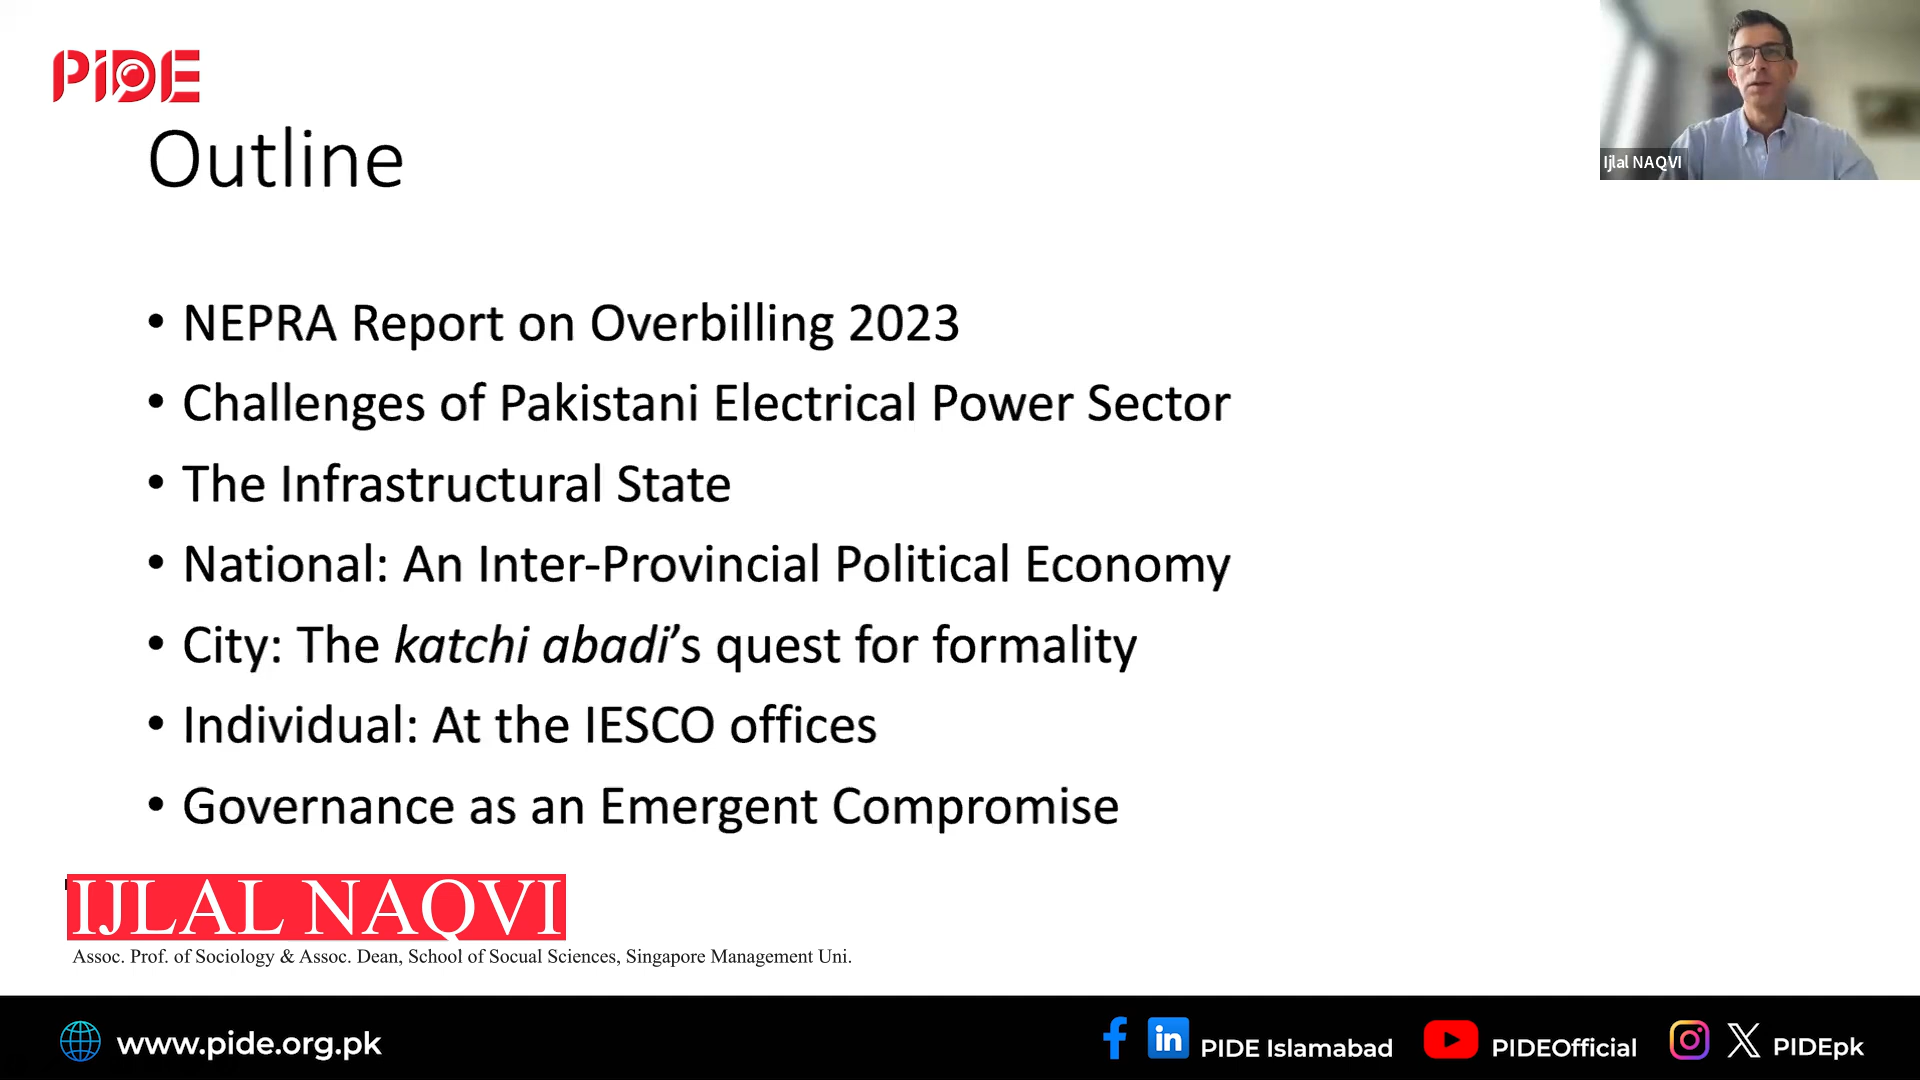 PIDE
Outline
Ijlal NAQVI
• NEPRA Report on Overbilling 2023
• Challenges of Pakistani Electrical Power Sector
• The Infrastructural State
• National: An Inter-Provincial Political Economy
• City: The katchi abadi’s quest for formality
• Individual: At the IESCO offices
• Governance as an Emergent Compromise
IJLAL NAQVI
Assoc. Prof. of Sociology & Assoc. Dean, School of Socual Sciences, Singapore Management Uni.
www.pide.org.pk
PIDE Islamabad
PIDEOfficial
PIDEpk